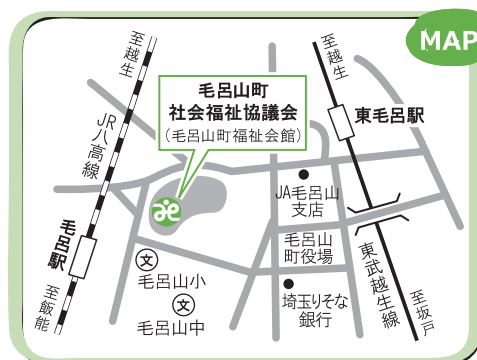 MAP
至越生
至越生
毛呂山町
社会福祉協議会
（毛呂山町福祉会館）
東毛呂駅
JR八高線
JA毛呂山
支店
毛呂駅
毛呂山
町役場
文
毛呂山小
東武越生線
至飯能
文
毛呂山中
埼玉りそな
銀行
至坂戸